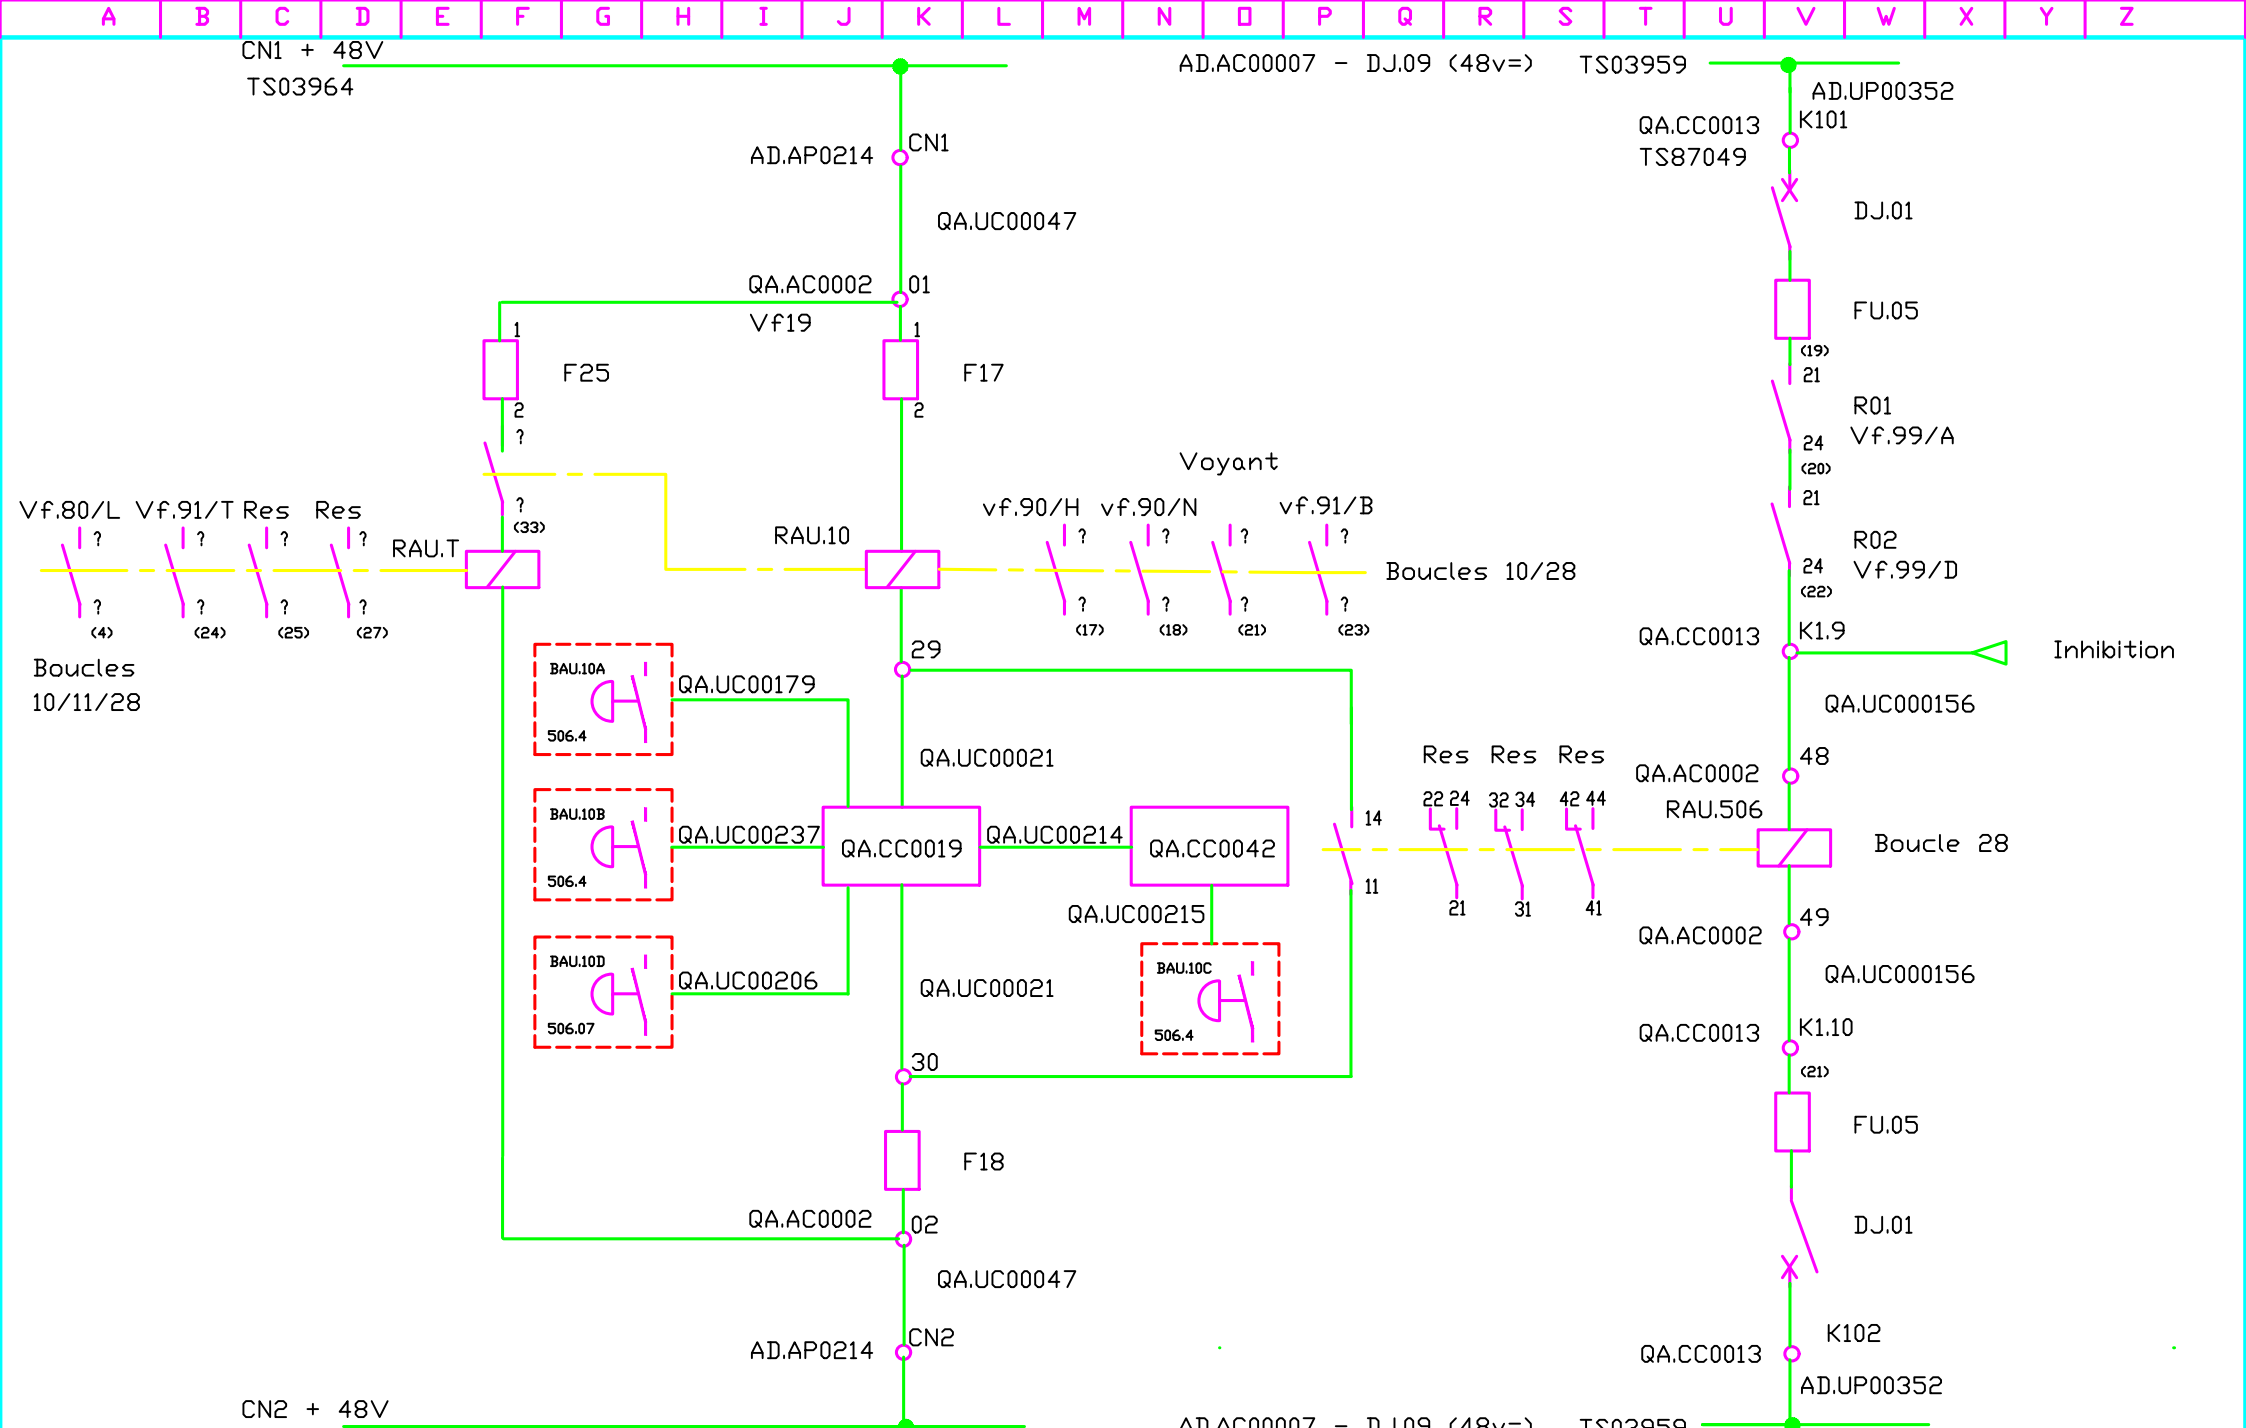 A B C D E F G H I J K L M N O P Q R S T U V W X Y Z
CN1 + 48V
TS03964
AD.AC00007 - DJ.09 (48v=) TS03959
AD.UP00352
QA.CC0013 K101
TS87049
AD.AP0214 CN1
QA.UC00047
DJ.01
QA.AC0002 01
Vf19
FU.05
1 1
F25 F17
2 2
(19)
21
R01
Vf.99/A
24
(20)
?
Voyant
Vf.80/L Vf.91/T Res Res
? (33)
vf.90/H vf.90/N vf.91/B
21
? ? ? ?
RAU.T
RAU.10
? ? ? ?
R02
Vf.99/D
24
(22)
Boucles 10/28
? ? ? ?
(4) (24) (25) (27)
? ? ? ?
(17) (18) (21) (23)
Boucles
10/11/28
29
QA.CC0013 K1.9
Inhibition
BAU.10A
506.4
QA.UC00179
QA.UC000156
QA.UC00021
Res Res Res
QA.AC0002 48
22 24 32 34 42 44
RAU.506
BAU.10B
506.4
QA.UC00237
QA.CC0019
QA.UC00214
QA.CC0042
14
11
Boucle 28
21 31 41
QA.UC00215
QA.AC0002 49
BAU.10D
506.07
QA.UC00206
QA.UC00021
BAU.10C
506.4
QA.UC000156
QA.CC0013 K1.10
(21)
30
F18
FU.05
QA.AC0002 02
DJ.01
QA.UC00047
AD.AP0214 CN2
QA.CC0013 K102
AD.UP00352
CN2 + 48V
AD.AC00007 - DJ.09 (48v=) TS03959